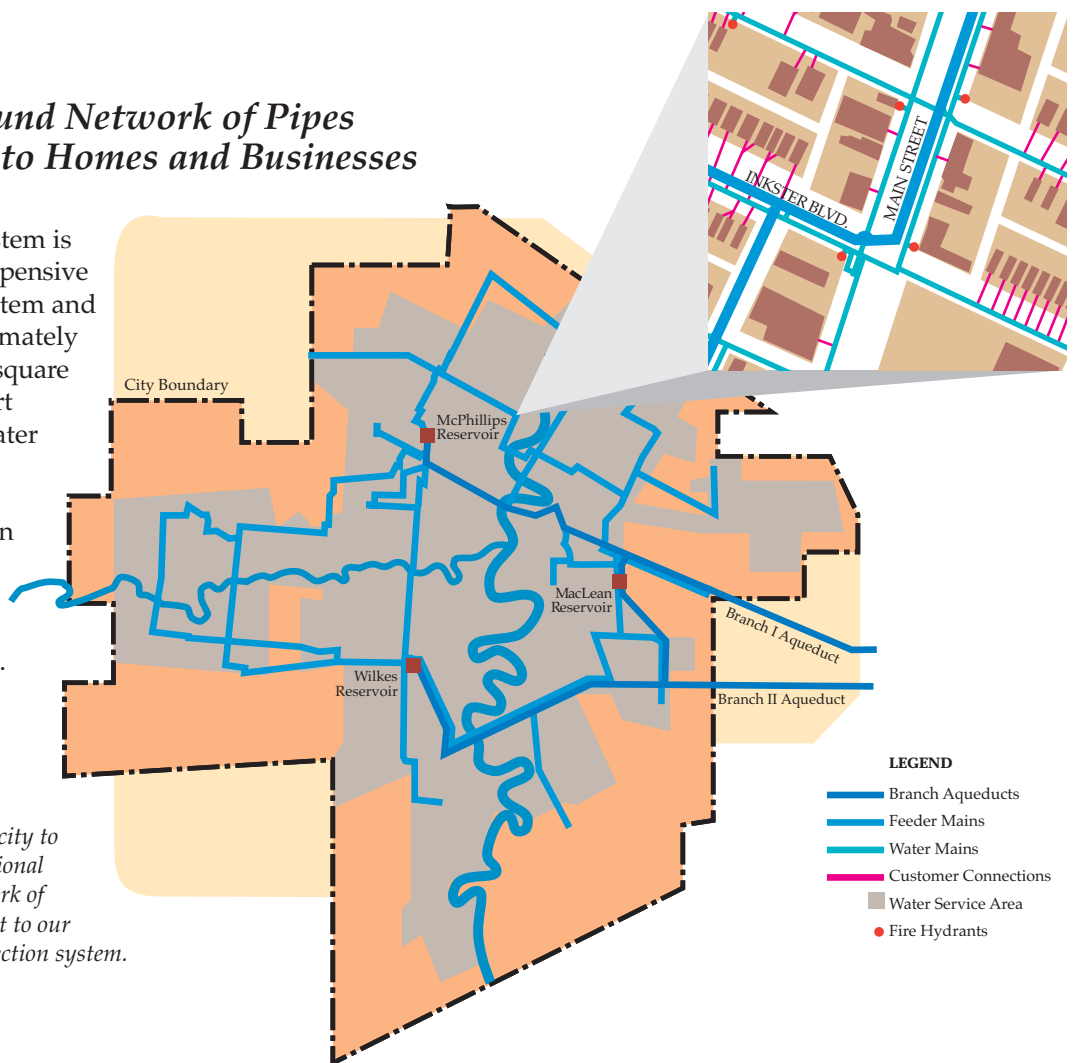 und Network of Pipes
to Homes and Businesses
stem is
pensive
tem and
mately
square
rt
ater
n
.
city to
ional
rk of
t to our
ection system.
INKSTER BLVD.
MAIN STREET
City Boundary
McPhillips
Reservoir
MacLean
Reservoir
Wilkes
Reservoir
Branch I Aqueduct
Branch II Aqueduct
LEGEND
Branch Aqueducts
Feeder Mains
Water Mains
Customer Connections
Water Service Area
Fire Hydrants